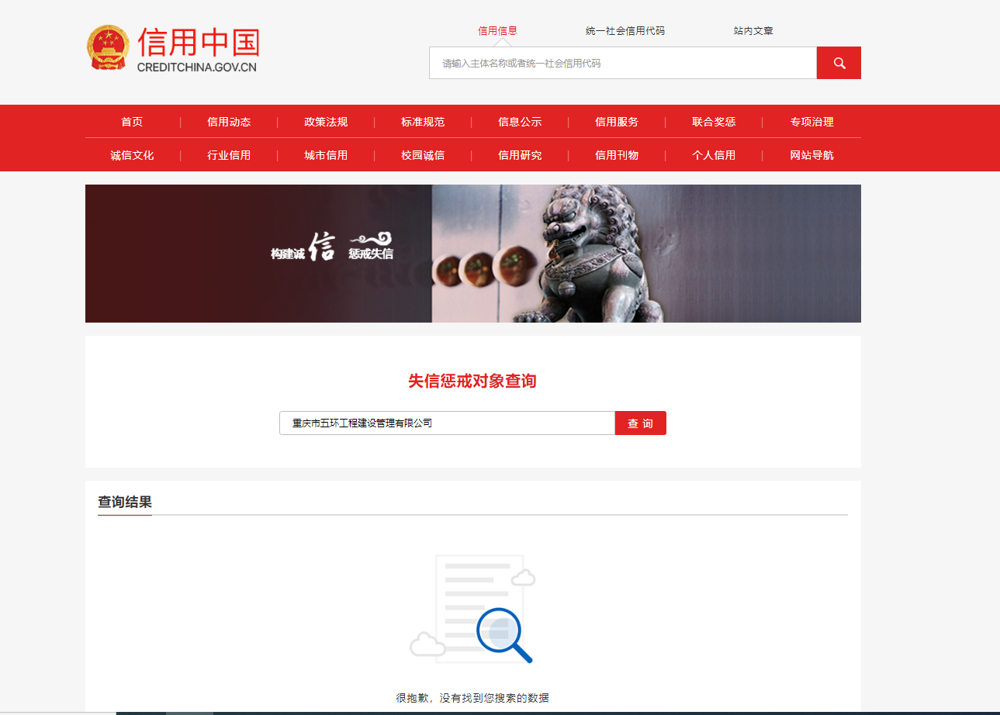 信用中国
CREDITCHINA.GOV.CN
信用信息 统一社会信用代码 站内文章
请输入主体名称或者统一社会信用代码
首页 | 信用动态 | 政策法规 | 标准规范 | 信息公示 | 信用服务 | 联合奖惩 | 专项治理
诚信文化 | 行业信用 | 城市信用 | 校园诚信 | 信用研究 | 信用刊物 | 个人信用 | 网站导航
构建诚信 惩戒失信
失信惩戒对象查询
重庆市五环工程建设管理有限公司 查 询
查询结果
很抱歉，没有找到您搜索的数据